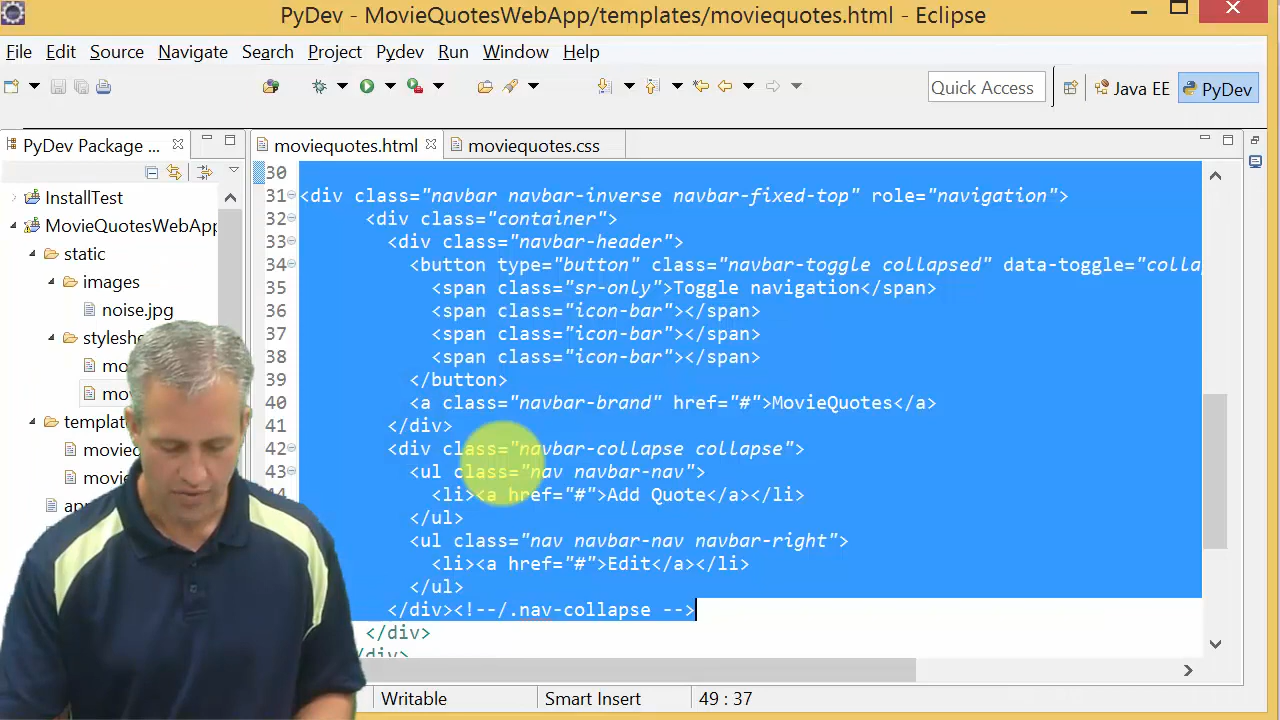 PyDev - MovieQuotesWebApp/templates/moviequotes.html - Eclipse
File Edit Source Navigate Search Project Pydev Run Window Help
Quick Access
Java EE
PyDev
PyDev Package ...
moviequotes.html
moviequotes.css
InstallTest
MovieQuotesWebApp
static
images
noise.jpg
styleshe
mo
templat
moviec
movie
30
31 <div class="navbar navbar-inverse navbar-fixed-top" role="navigation">
32 <div class="container">
33 <div class="navbar-header">
34 <button type="button" class="navbar-toggle collapsed" data-toggle="colla
35 <span class="sr-only">Toggle navigation</span>
36 <span class="icon-bar"></span>
37 <span class="icon-bar"></span>
38 <span class="icon-bar"></span>
39 </button>
40 <a class="navbar-brand" href="#">MovieQuotes</a>
41 </div>
42 <div class="navbar-collapse collapse">
43 <ul class="nav navbar-nav">
44 <li><a href="#">Add Quote</a></li>
</ul>
<ul class="nav navbar-nav navbar-right">
<li><a href="#">Edit</a></li>
</ul>
</div><!--/.nav-collapse -->
</div>
Writable
Smart Insert
49 : 37